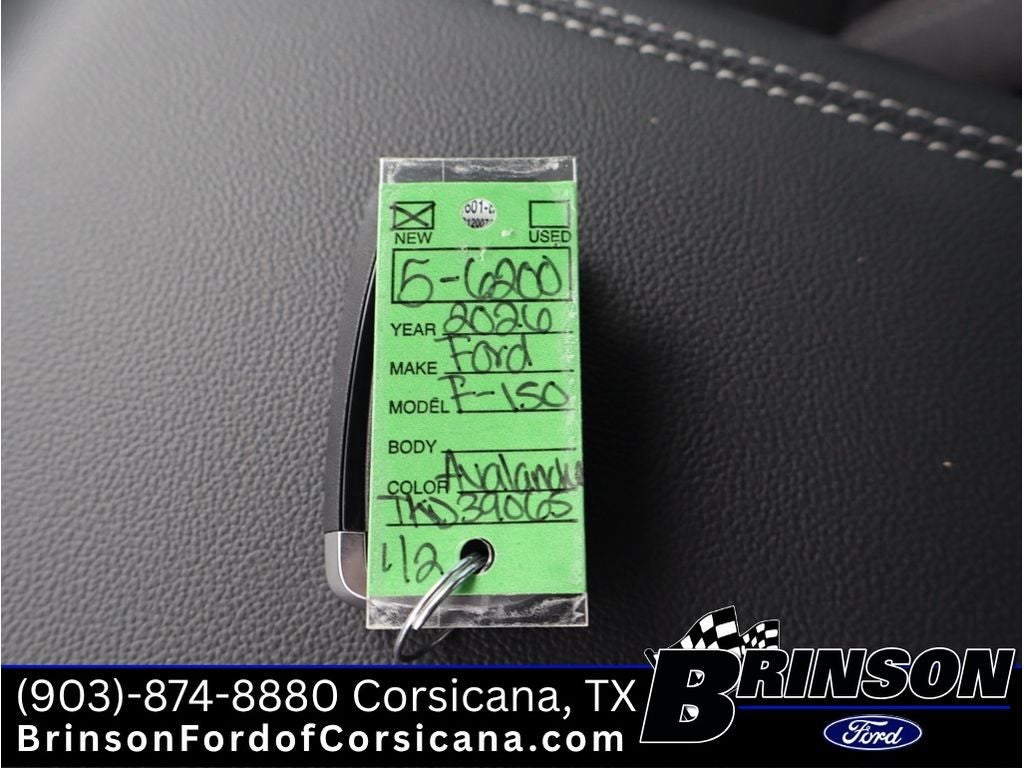 NEW
USED
5-6200
YEAR 2026
MAKE Ford
MODEL F-150
BODY
COLOR Avalanche
TKD39065
1/2
(903)-874-8880 Corsicana, TX
BrinsonFordofCorsicana.com
BRINSON
Ford